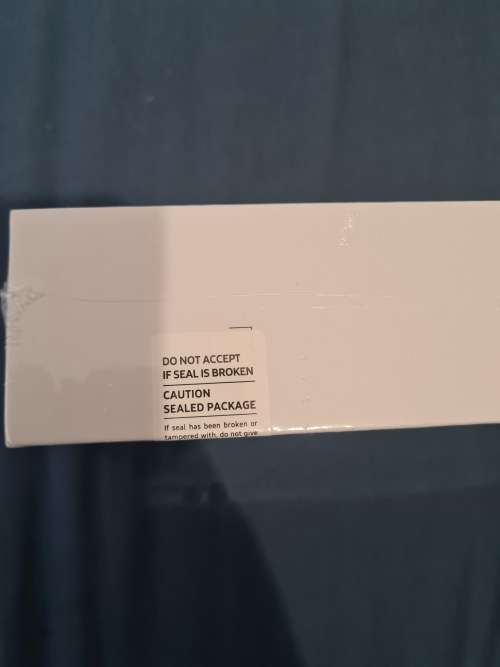 DO NOT ACCEPT
IF SEAL IS BROKEN
CAUTION
SEALED PACKAGE
If seal has been broken or
tampered with, do not give